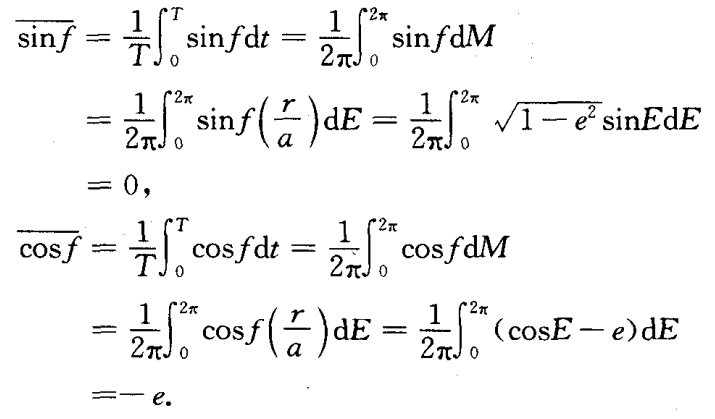 $\overline{\sin f} = \frac{1}{T}\int_0^T \sin f \mathrm{d}t = \frac{1}{2\pi}\int_0^{2\pi} \sin f \mathrm{d}M$
$= \frac{1}{2\pi}\int_0^{2\pi} \sin f \left(\frac{r}{a}\right) \mathrm{d}E = \frac{1}{2\pi}\int_0^{2\pi} \sqrt{1-e^2} \sin E \mathrm{d}E$
$= 0,$
$\overline{\cos f} = \frac{1}{T}\int_0^T \cos f \mathrm{d}t = \frac{1}{2\pi}\int_0^{2\pi} \cos f \mathrm{d}M$
$= \frac{1}{2\pi}\int_0^{2\pi} \cos f \left(\frac{r}{a}\right) \mathrm{d}E = \frac{1}{2\pi}\int_0^{2\pi} (\cos E - e) \mathrm{d}E$
$= -e.$